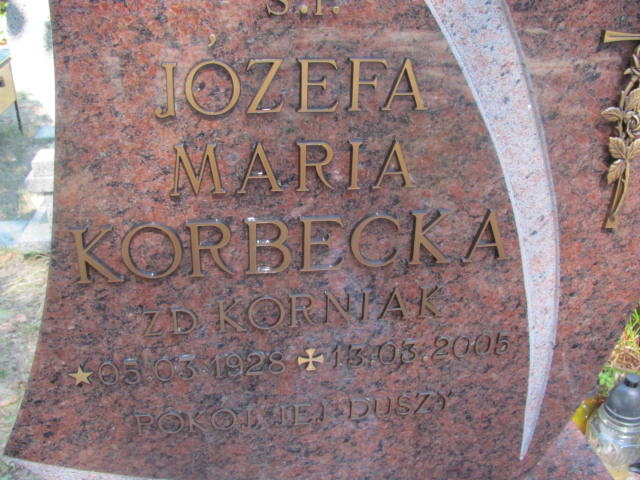 Ś.P.
JÓZEFA
MARIA
KORBECKA
ZD KORNIAK
05.03.1928 13.03.2005
POKÓJ JEJ DUSZY